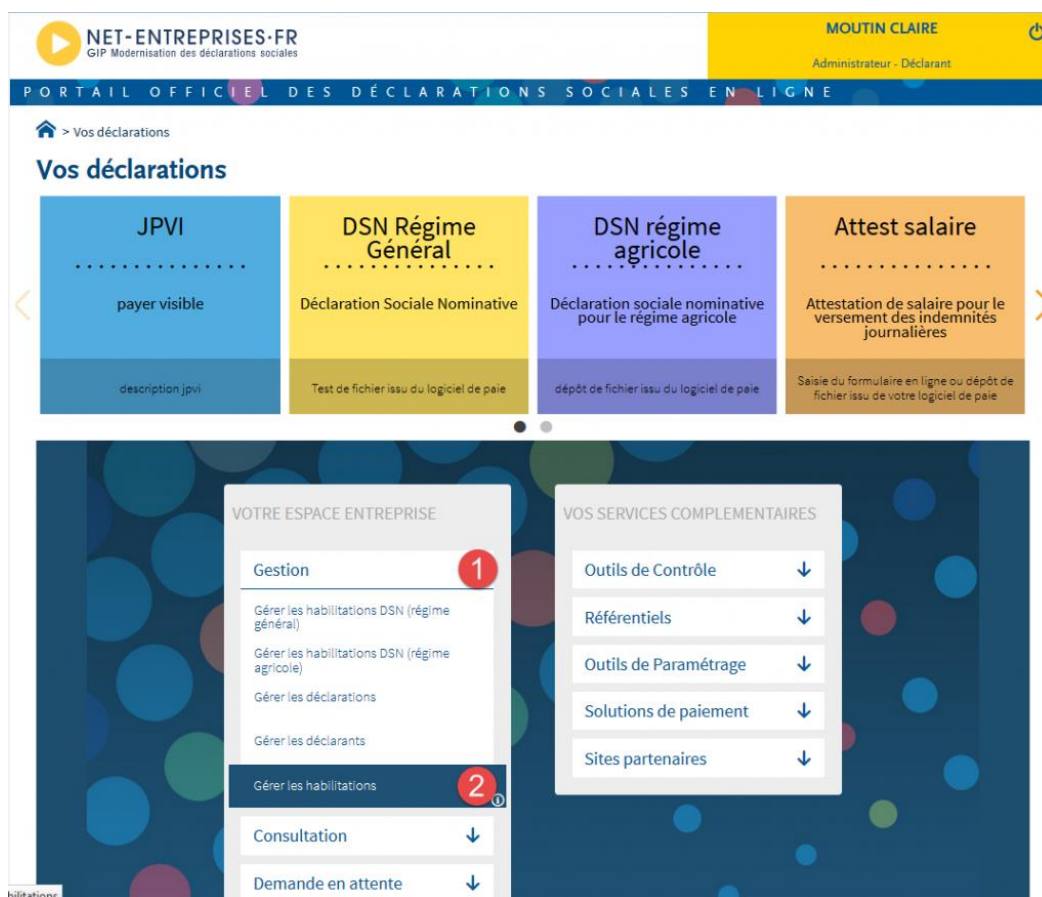 NET-ENTREPRISES·FR
GIP Modernisation des déclarations sociales
MOUTIN CLAIRE
Administrateur - Déclarant
PORTAIL OFFICIEL DES DÉCLARATIONS SOCIALES EN LIGNE
> Vos déclarations
Vos déclarations
JPVI
payer visible
description jpvi
DSN Régime
Général
Déclaration Sociale Nominative
Test de fichier issu du logiciel de paie
DSN régime
agricole
Déclaration sociale nominative
pour le régime agricole
dépôt de fichier issu du logiciel de paie
Attest salaire
Attestation de salaire pour le
versement des indemnités
journalières
Saisie du formulaire en ligne ou dépôt de
fichier issu de votre logiciel de paie
VOTRE ESPACE ENTREPRISE
Gestion
1
Gérer les habilitations DSN (régime
général)
Gérer les habilitations DSN (régime
agricole)
Gérer les déclarations
Gérer les déclarants
Gérer les habilitations
2
Consultation
Demande en attente
VOS SERVICES COMPLEMENTAIRES
Outils de Contrôle
Référentiels
Outils de Paramétrage
Solutions de paiement
Sites partenaires
bilitations